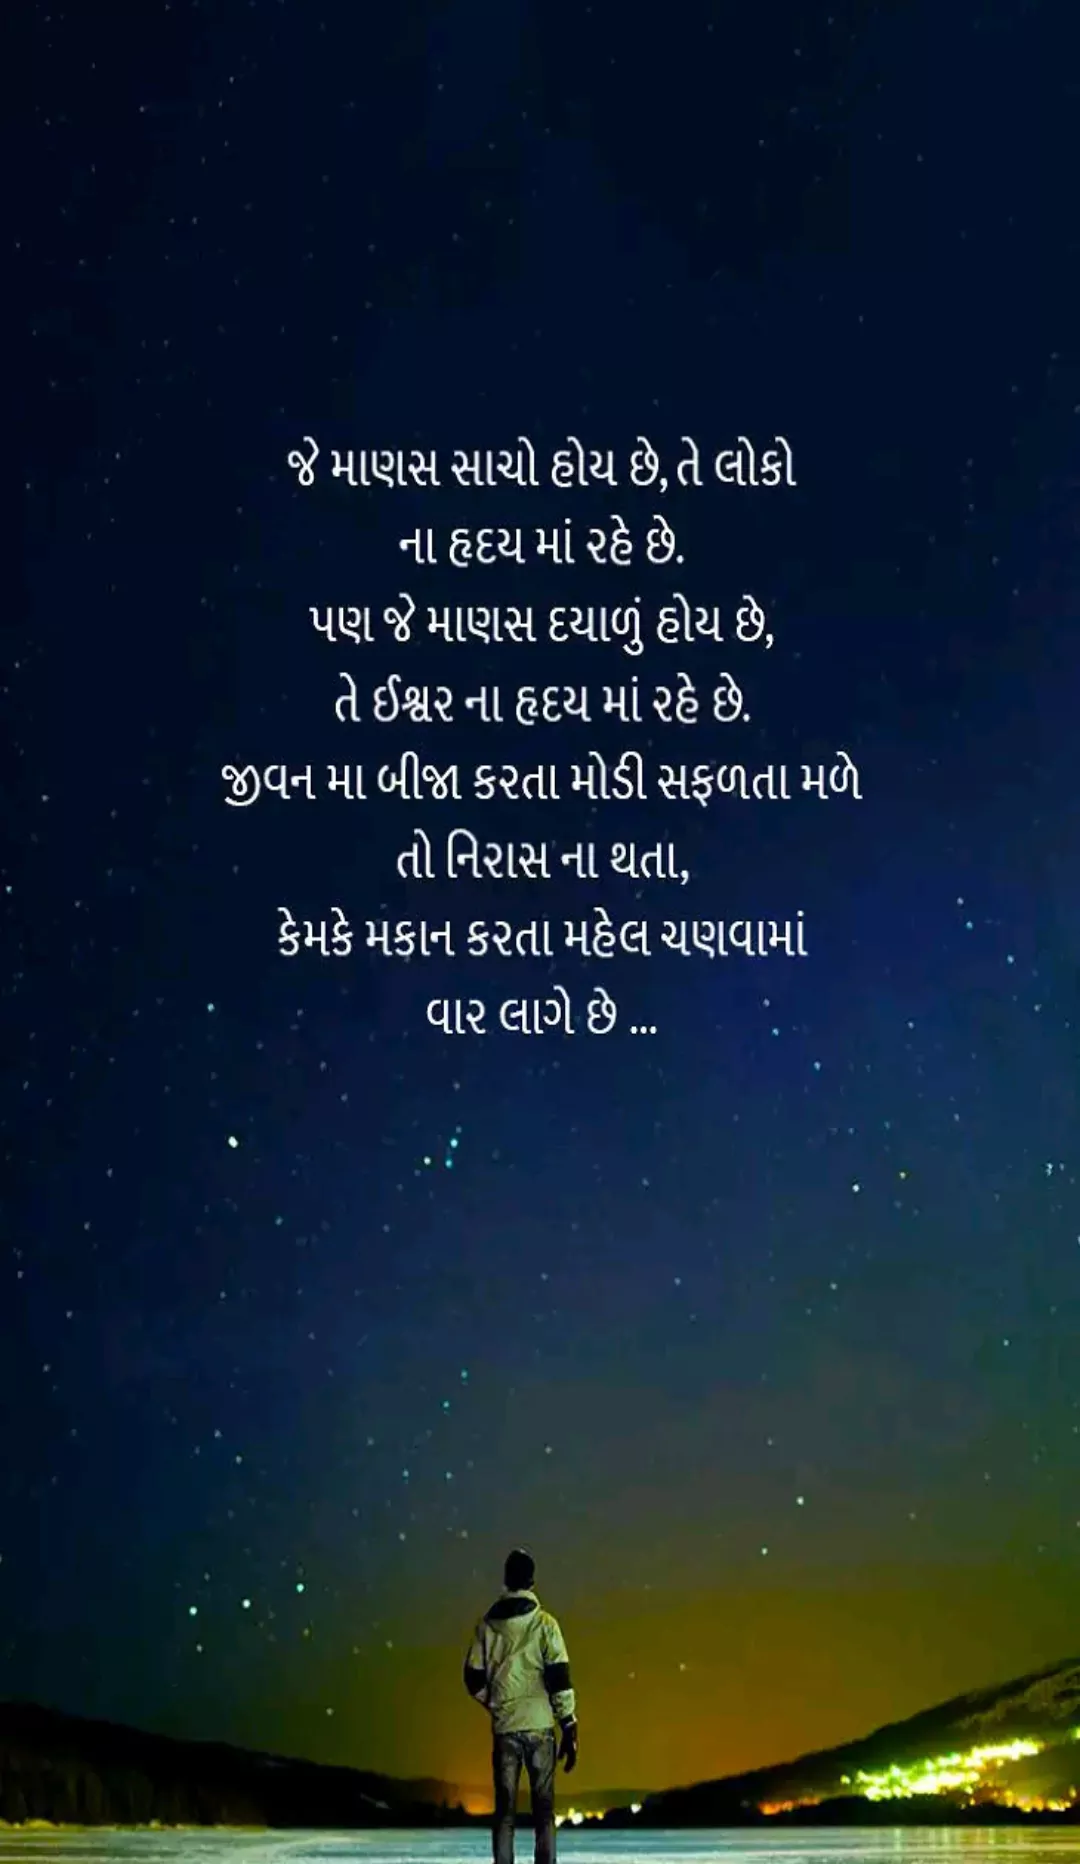 જે માણસ સાચો હોય છે, તે લોકો
ના હૃદય માં રહે છે.
પણ જે માણસ દયાળું હોય છે,
તે ઈશ્વર ના હૃદય માં રહે છે.
જીવન મા બીજા કરતા મોડી સફળતા મળે
તો નિરાસ ના થતા,
કેમકે મકાન કરતા મહેલ ચણવામાં
વાર લાગે છે ...